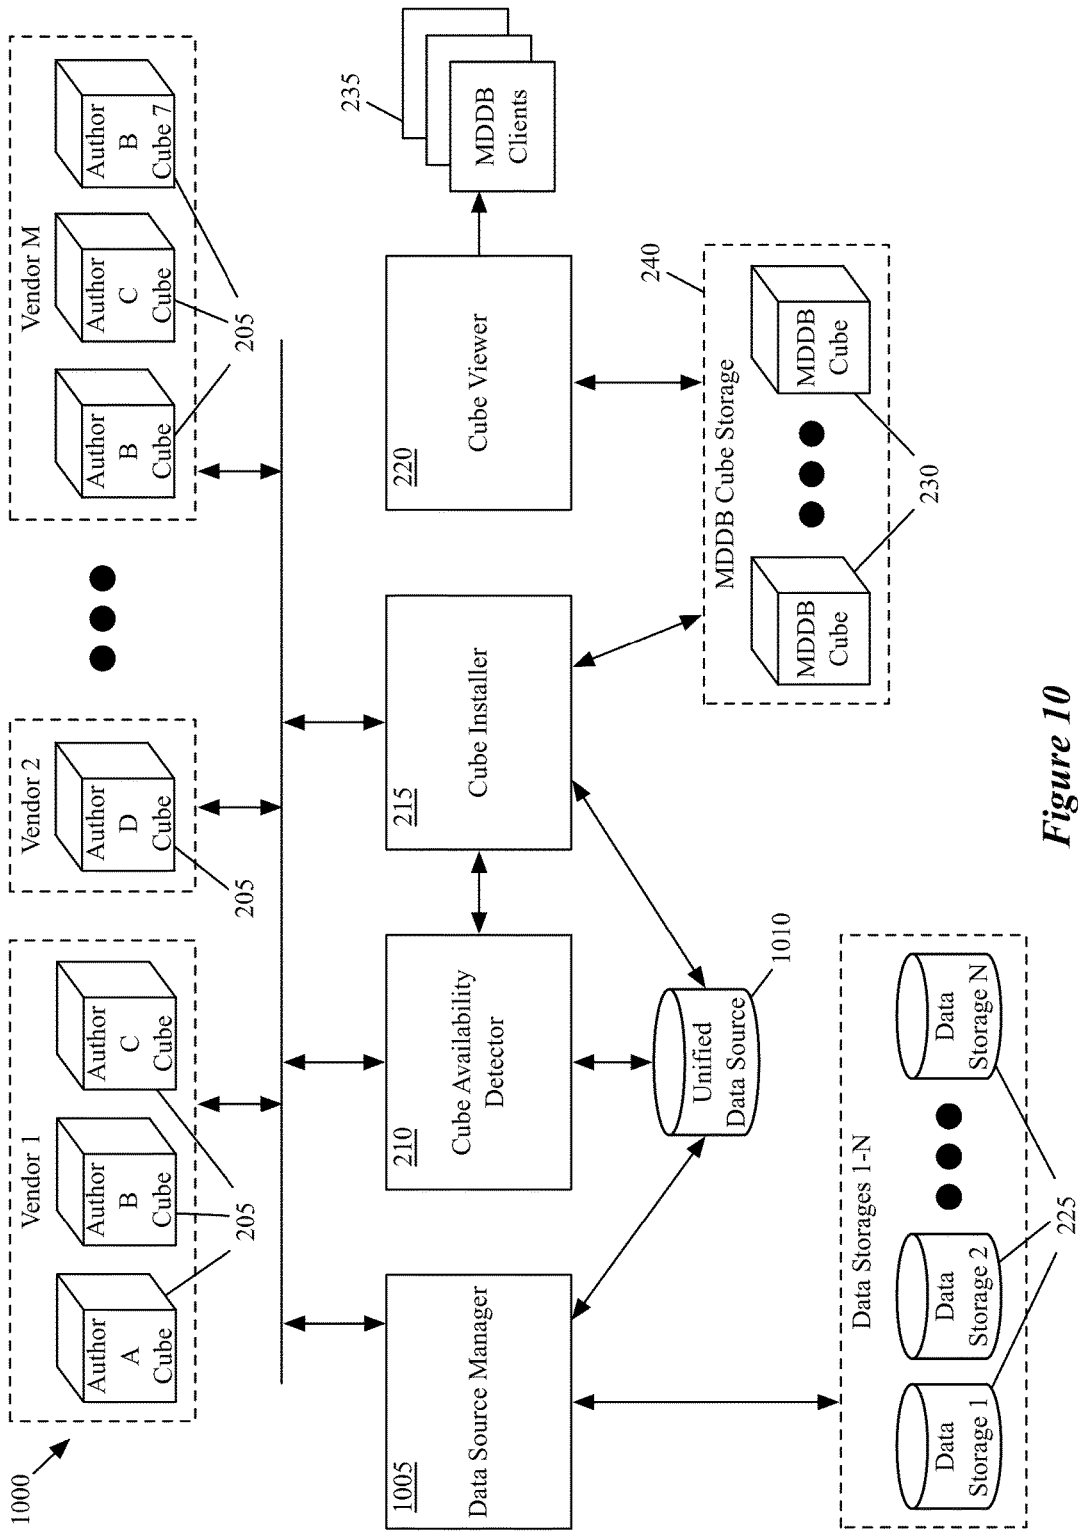 1000
Vendor 1
Author
A
Cube
Author
B
Cube
Author
C
Cube
205
Vendor 2
Author
D
Cube
205
Vendor M
Author
B
Cube
Author
C
Cube
Author
B
Cube 7
205
1005
Data Source Manager
210
Cube Availability
Detector
215
Cube Installer
220
Cube Viewer
235
MDDB
Clients
Unified
Data Source
1010
240
MDDB Cube Storage
MDDB
Cube
MDDB
Cube
230
Data Storages 1-N
Data
Storage 1
Data
Storage 2
Data
Storage N
225
Figure 10